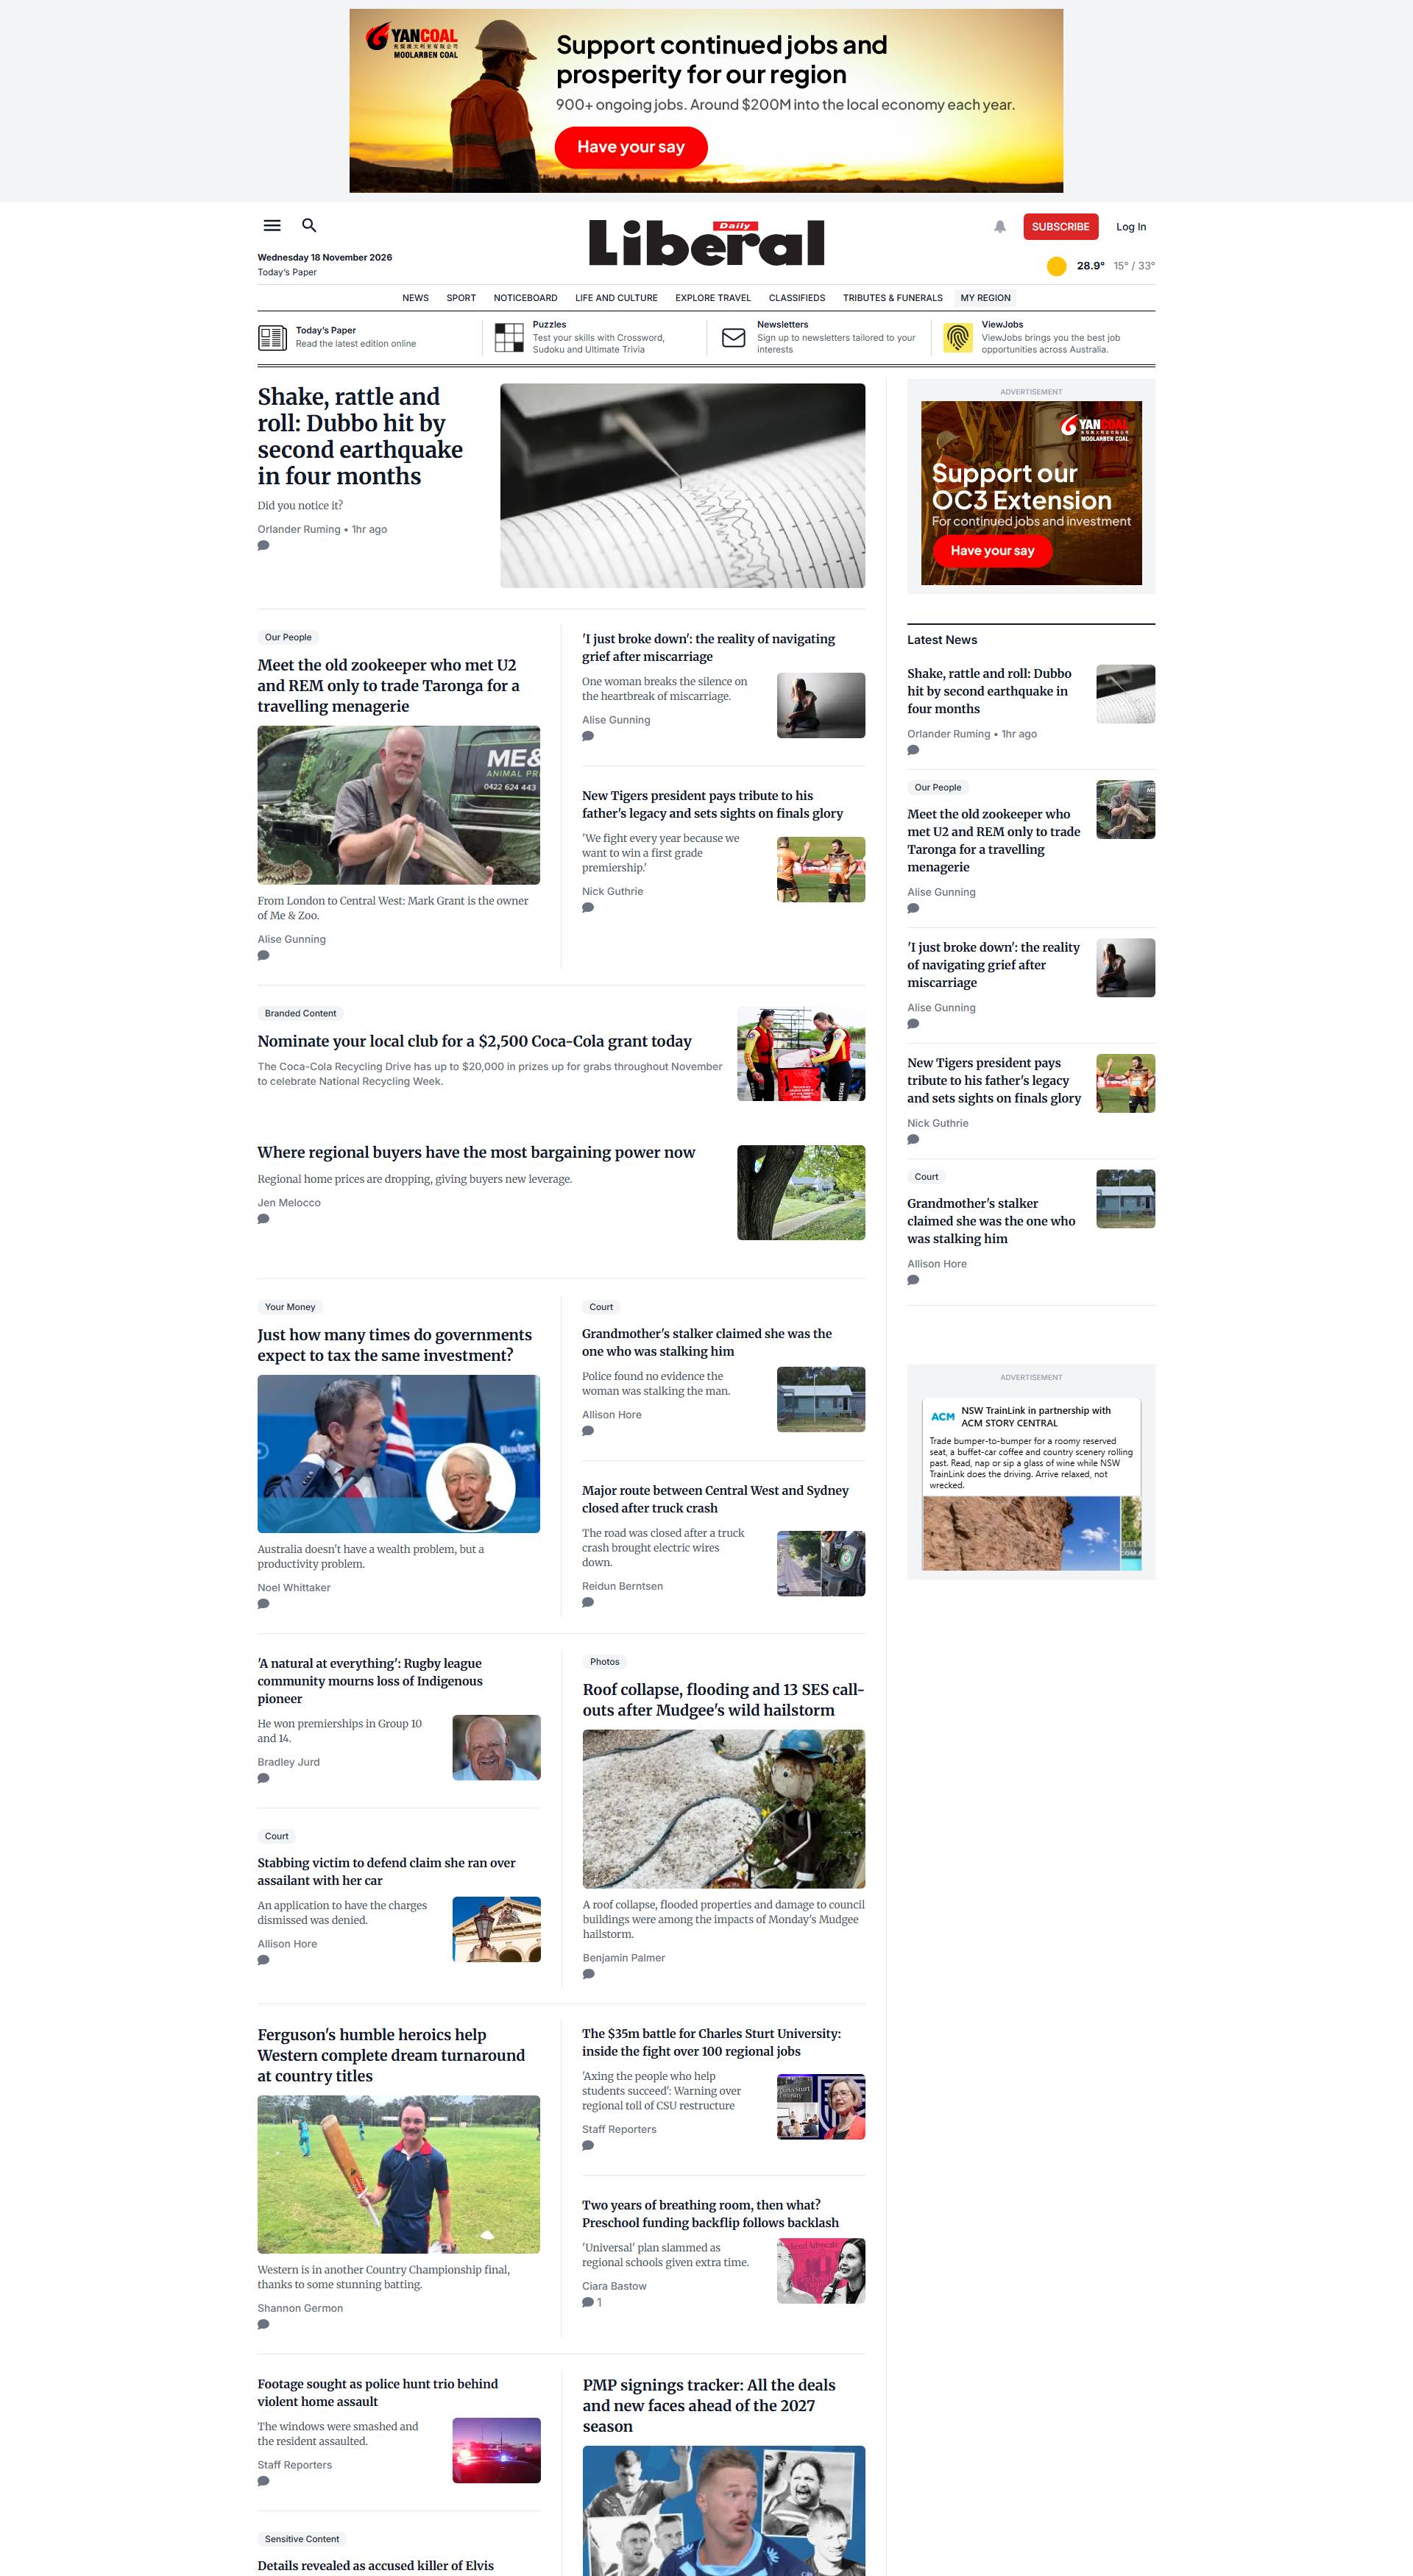 YANCOAL
MOOLARBEN COAL
Support continued jobs and
prosperity for our region
900+ ongoing jobs. Around $200M into the local economy each year.
Have your say
Daily
Liberal
SUBSCRIBE
Log In
Wednesday 18 November 2026
Today's Paper
28.9° 15° / 33°
NEWS SPORT NOTICEBOARD LIFE AND CULTURE EXPLORE TRAVEL CLASSIFIEDS TRIBUTES & FUNERALS MY REGION
Today's Paper
Read the latest edition online
Puzzles
Test your skills with Crossword,
Sudoku and Ultimate Trivia
Newsletters
Sign up to newsletters tailored to your
interests
ViewJobs
ViewJobs brings you the best job
opportunities across Australia.
Shake, rattle and
roll: Dubbo hit by
second earthquake
in four months
Did you notice it?
Orlander Ruming • 1hr ago
Our People
Meet the old zookeeper who met U2
and REM only to trade Taronga for a
travelling menagerie
ME&
ANIMAL PR
0422 624 443
From London to Central West: Mark Grant is the owner
of Me & Zoo.
Alise Gunning
'I just broke down': the reality of navigating
grief after miscarriage
One woman breaks the silence on
the heartbreak of miscarriage.
Alise Gunning
New Tigers president pays tribute to his
father's legacy and sets sights on finals glory
'We fight every year because we
want to win a first grade
premiership.'
Nick Guthrie
Branded Content
Nominate your local club for a $2,500 Coca-Cola grant today
The Coca-Cola Recycling Drive has up to $20,000 in prizes up for grabs throughout November
to celebrate National Recycling Week.
Where regional buyers have the most bargaining power now
Regional home prices are dropping, giving buyers new leverage.
Jen Melocco
Your Money
Just how many times do governments
expect to tax the same investment?
Budget
Australia doesn't have a wealth problem, but a
productivity problem.
Noel Whittaker
Court
Grandmother's stalker claimed she was the
one who was stalking him
Police found no evidence the
woman was stalking the man.
Allison Hore
Major route between Central West and Sydney
closed after truck crash
The road was closed after a truck
crash brought electric wires
down.
Reidun Berntsen
'A natural at everything': Rugby league
community mourns loss of Indigenous
pioneer
He won premierships in Group 10
and 14.
Bradley Jurd
Court
Stabbing victim to defend claim she ran over
assailant with her car
An application to have the charges
dismissed was denied.
Allison Hore
Photos
Roof collapse, flooding and 13 SES call-
outs after Mudgee's wild hailstorm
A roof collapse, flooded properties and damage to council
buildings were among the impacts of Monday's Mudgee
hailstorm.
Benjamin Palmer
Ferguson's humble heroics help
Western complete dream turnaround
at country titles
Western is in another Country Championship final,
thanks to some stunning batting.
Shannon Germon
The $35m battle for Charles Sturt University:
inside the fight over 100 regional jobs
'Axing the people who help
students succeed': Warning over
regional toll of CSU restructure
Staff Reporters
Two years of breathing room, then what?
Preschool funding backflip follows backlash
'Universal' plan slammed as
regional schools given extra time.
Ciara Bastow
1
Footage sought as police hunt trio behind
violent home assault
The windows were smashed and
the resident assaulted.
Staff Reporters
Sensitive Content
Details revealed as accused killer of Elvis
PMP signings tracker: All the deals
and new faces ahead of the 2027
season
ADVERTISEMENT
YANCOAL
MOOLARBEN COAL
Support our
OC3 Extension
For continued jobs and investment
Have your say
Latest News
Shake, rattle and roll: Dubbo
hit by second earthquake in
four months
Orlander Ruming • 1hr ago
Our People
Meet the old zookeeper who
met U2 and REM only to trade
Taronga for a travelling
menagerie
Alise Gunning
'I just broke down': the reality
of navigating grief after
miscarriage
Alise Gunning
New Tigers president pays
tribute to his father's legacy
and sets sights on finals glory
Nick Guthrie
Court
Grandmother's stalker
claimed she was the one who
was stalking him
Allison Hore
ADVERTISEMENT
ACM
NSW TrainLink in partnership with
ACM STORY CENTRAL
Trade bumper-to-bumper for a roomy reserved
seat, a buffet-car coffee and country scenery rolling
past. Read, nap or sip a glass of wine while NSW
TrainLink does the driving. Arrive relaxed, not
wrecked.